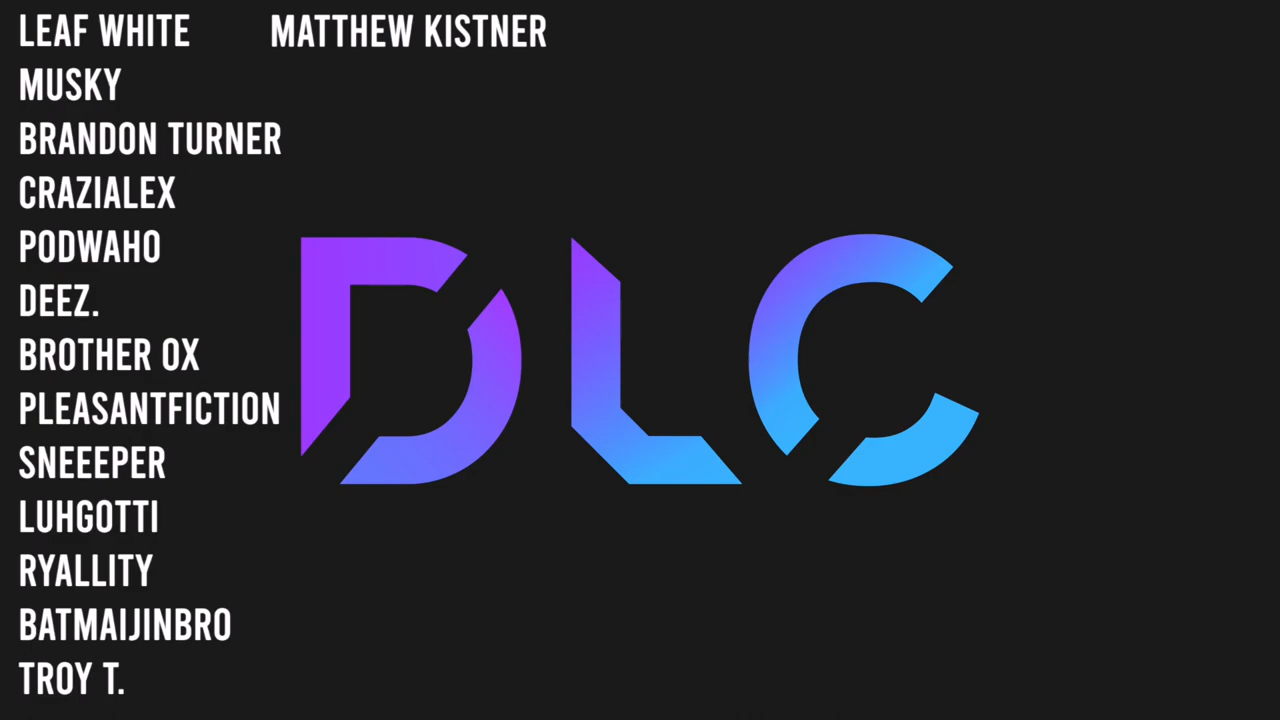 LEAF WHITE
MUSKY
BRANDON TURNER
CRAZIALEX
PODWAHO
DEEZ.
BROTHER OX
PLEASANTFICTION
SNEEEPER
LUHGOTTI
RYALLITY
BATMAIJINBRO
TROY T.
MATTHEW KISTNER
DLC